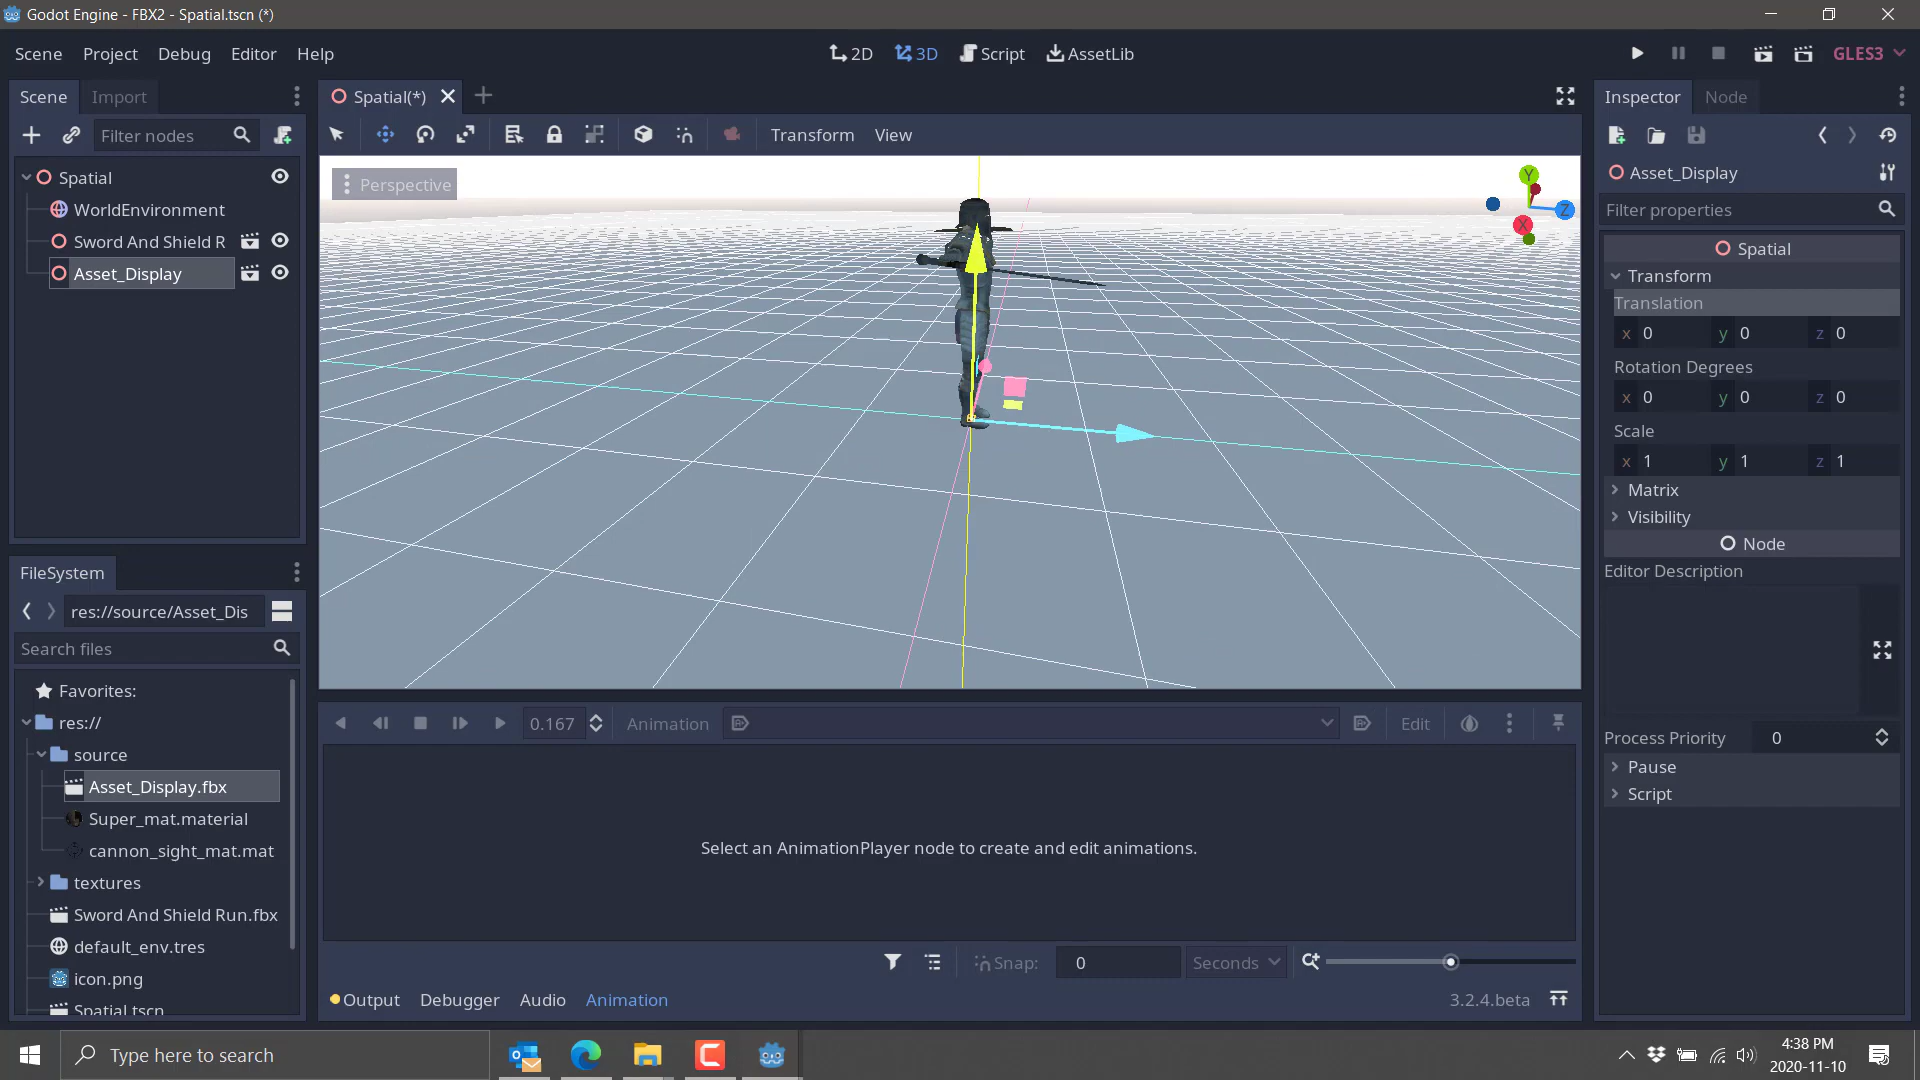 Godot Engine - FBX2 - Spatial.tscn (*)
Scene Project Debug Editor Help
2D 3D Script AssetLib
GLES3
Scene Import
Filter nodes
Spatial
WorldEnvironment
Sword And Shield R
Asset_Display
Spatial(*)
Transform View
Perspective
Y
Z
X
FileSystem
res://source/Asset_Dis
Search files
Favorites:
res://
source
Asset_Display.fbx
Super_mat.material
cannon_sight_mat.mat
textures
Sword And Shield Run.fbx
default_env.tres
icon.png
Spatial.tscn
0.167 Animation Edit
Select an AnimationPlayer node to create and edit animations.
Snap: 0 Seconds
Output Debugger Audio Animation
3.2.4.beta
Inspector Node
Asset_Display
Filter properties
Spatial
Transform
Translation
x 0 y 0 z 0
Rotation Degrees
x 0 y 0 z 0
Scale
x 1 y 1 z 1
Matrix
Visibility
Node
Editor Description
Process Priority 0
Pause
Script
Type here to search
4:38 PM
2020-11-10